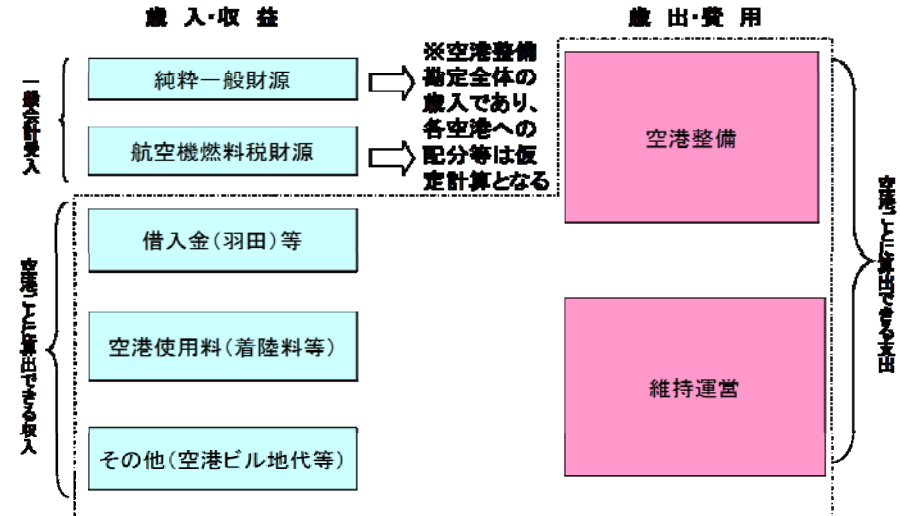 歳 入・収 益
歳 出・費 用
一般会計受入
純粋一般財源
航空機燃料税財源
※空港整備
勘定全体の
歳入であり、
各空港への
配分等は仮
定計算となる
空港ごとに算出できる収入
借入金(羽田)等
空港使用料(着陸料等)
その他(空港ビル地代等)
空港整備
維持運営
空港ごとに算出できる支出